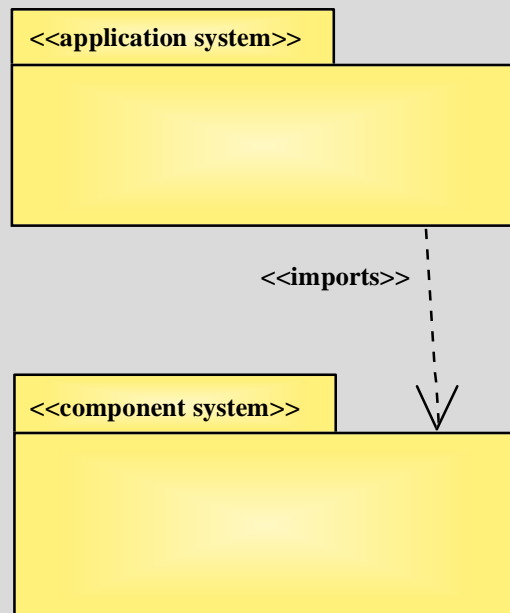 <<application system>>
<<imports>>
<<component system>>